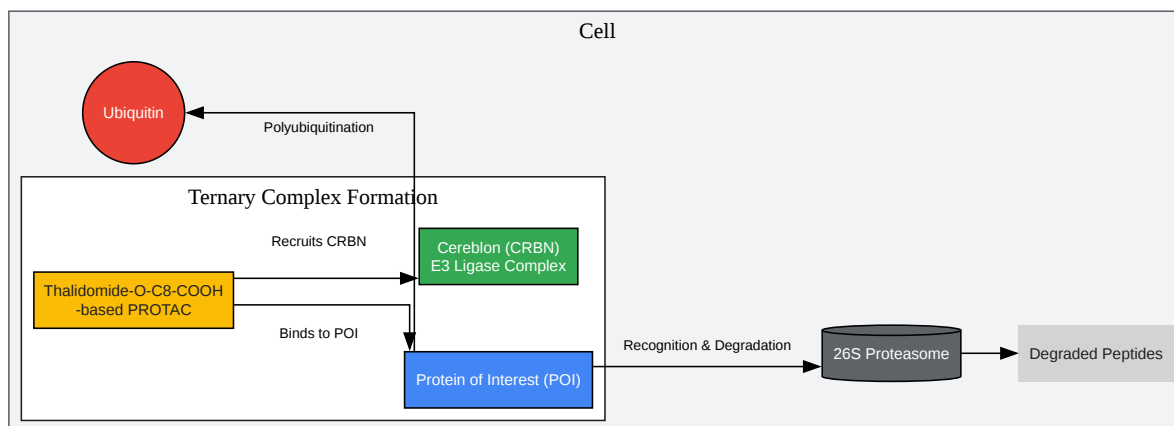 Cell
Ubiquitin
Polyubiquitination
Ternary Complex Formation
Recruits CRBN
Cereblon (CRBN)
E3 Ligase Complex
Thalidomide-O-C8-COOH
-based PROTAC
Binds to POI
Protein of Interest (POI)
Recognition & Degradation
26S Proteasome
Degraded Peptides